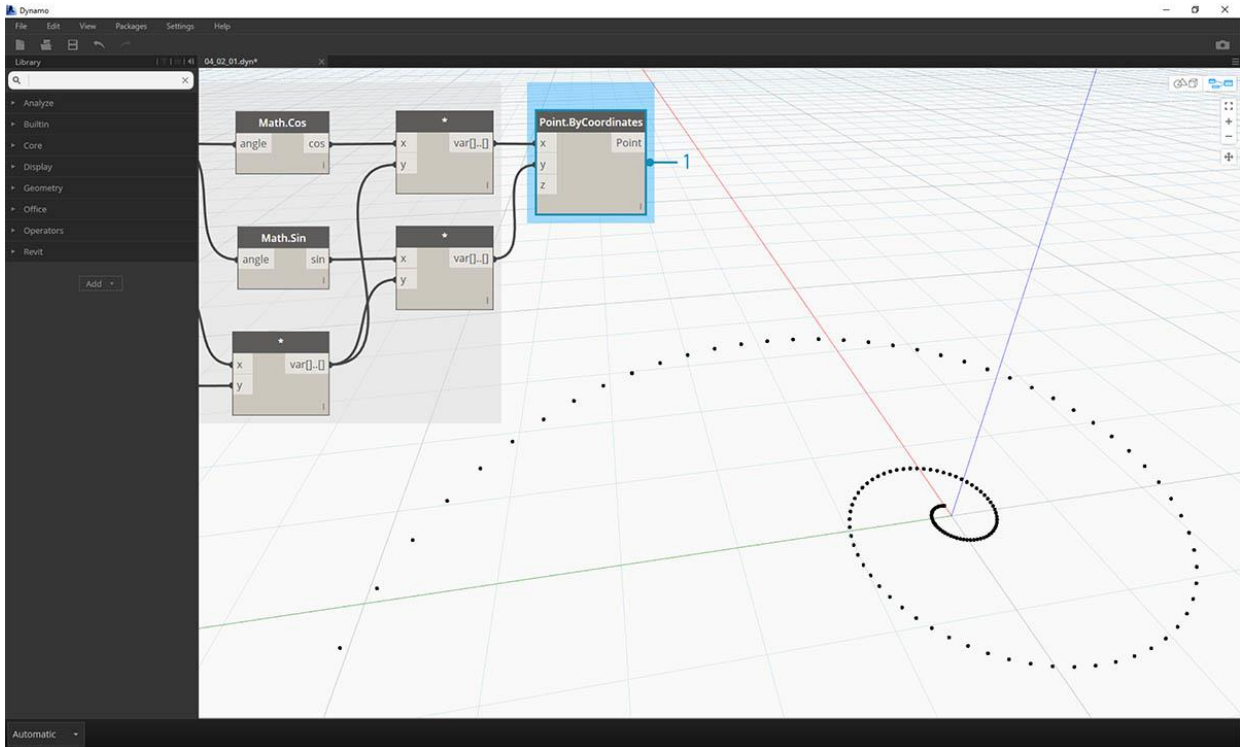 Dynamo
File Edit View Packages Settings Help
Library
04_02_01.dyn*
Analyze
BuiltIn
Core
Display
Geometry
Office
Operators
Revit
Add
Math.Cos
angle cos
*
x var[]..[]
y
Point.ByCoordinates
x Point
y
z
1
Math.Sin
angle sin
*
x var[]..[]
y
*
x var[]..[]
y
Automatic